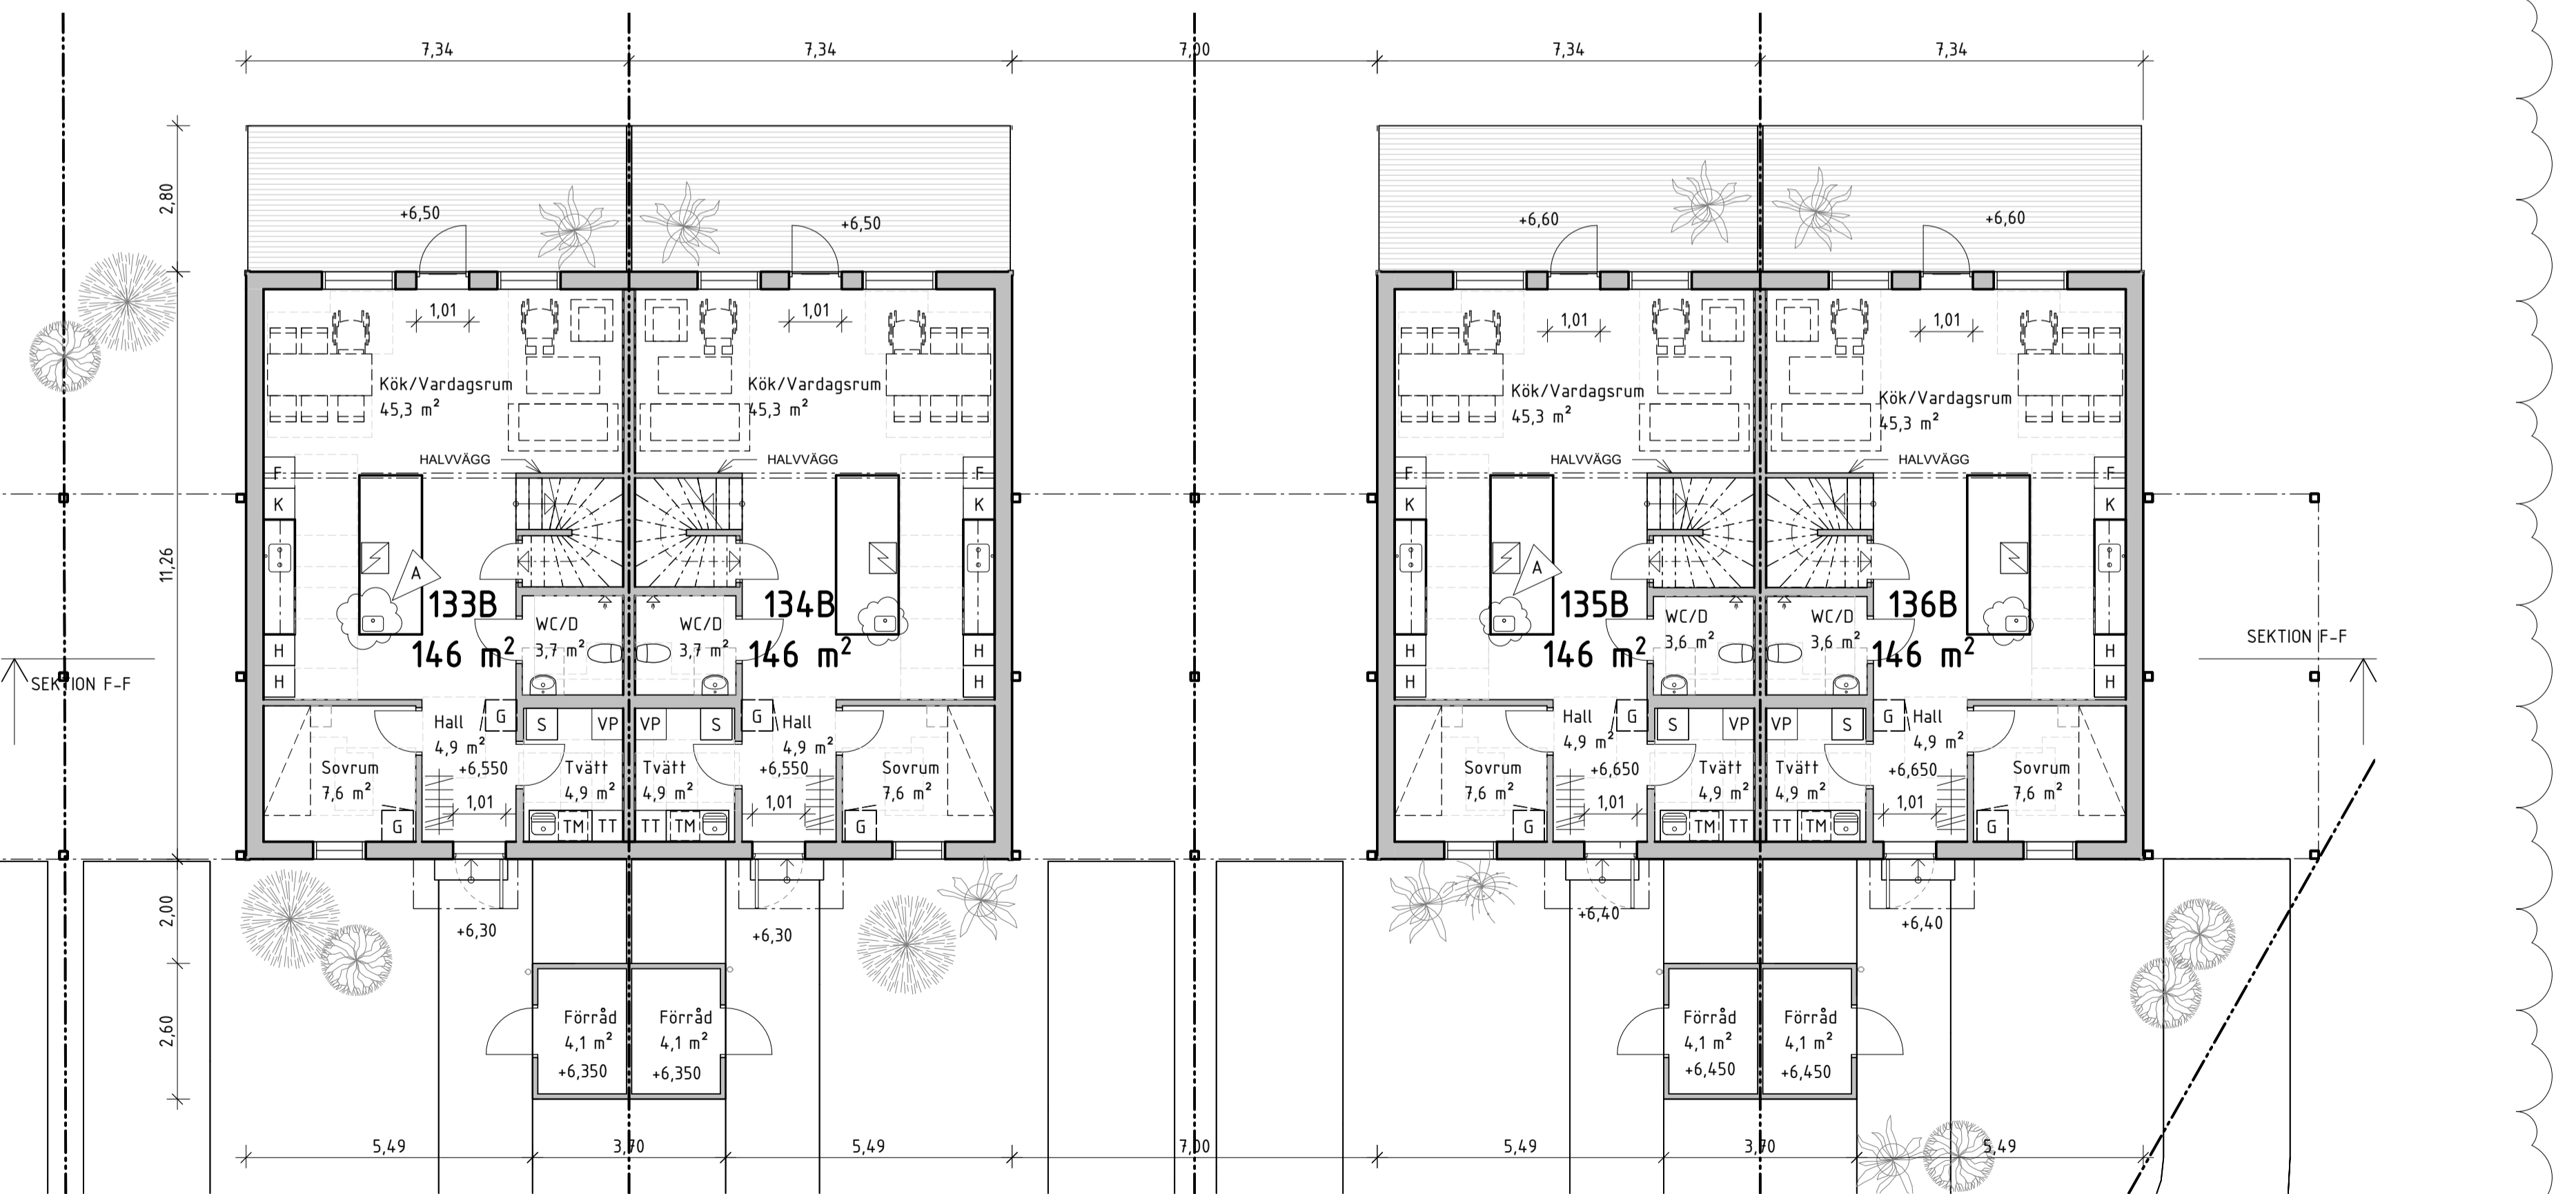 7,34
7,34
7,00
7,34
7,34
2,80
11,26
2,00
2,60
+6,50
+6,50
+6,60
+6,60
1,01
1,01
1,01
1,01
Kök/Vardagsrum
45,3 m²
Kök/Vardagsrum
45,3 m²
Kök/Vardagsrum
45,3 m²
Kök/Vardagsrum
45,3 m²
HALVVÄGG
HALVVÄGG
HALVVÄGG
HALVVÄGG
F
K
F
K
F
K
F
K
A
A
133B
146 m²
134B
146 m²
135B
146 m²
136B
146 m²
WC/D
3,7 m²
WC/D
3,7 m²
WC/D
3,6 m²
WC/D
3,6 m²
H
H
H
H
H
H
H
H
SEKTION F-F
SEKTION F-F
Hall
4,9 m²
+6,550
G
S
VP
VP
S
G
Hall
4,9 m²
+6,550
Hall
4,9 m²
+6,650
G
S
VP
VP
S
G
Hall
4,9 m²
+6,650
Sovrum
7,6 m²
Tvätt
4,9 m²
Tvätt
4,9 m²
Sovrum
7,6 m²
Sovrum
7,6 m²
Tvätt
4,9 m²
Tvätt
4,9 m²
Sovrum
7,6 m²
1,01
1,01
1,01
1,01
G
TM
TT
TT
TM
G
G
TM
TT
TT
TM
G
+6,30
+6,30
+6,40
+6,40
Förråd
4,1 m²
+6,350
Förråd
4,1 m²
+6,350
Förråd
4,1 m²
+6,450
Förråd
4,1 m²
+6,450
5,49
3,70
5,49
7,00
5,49
3,70
5,49